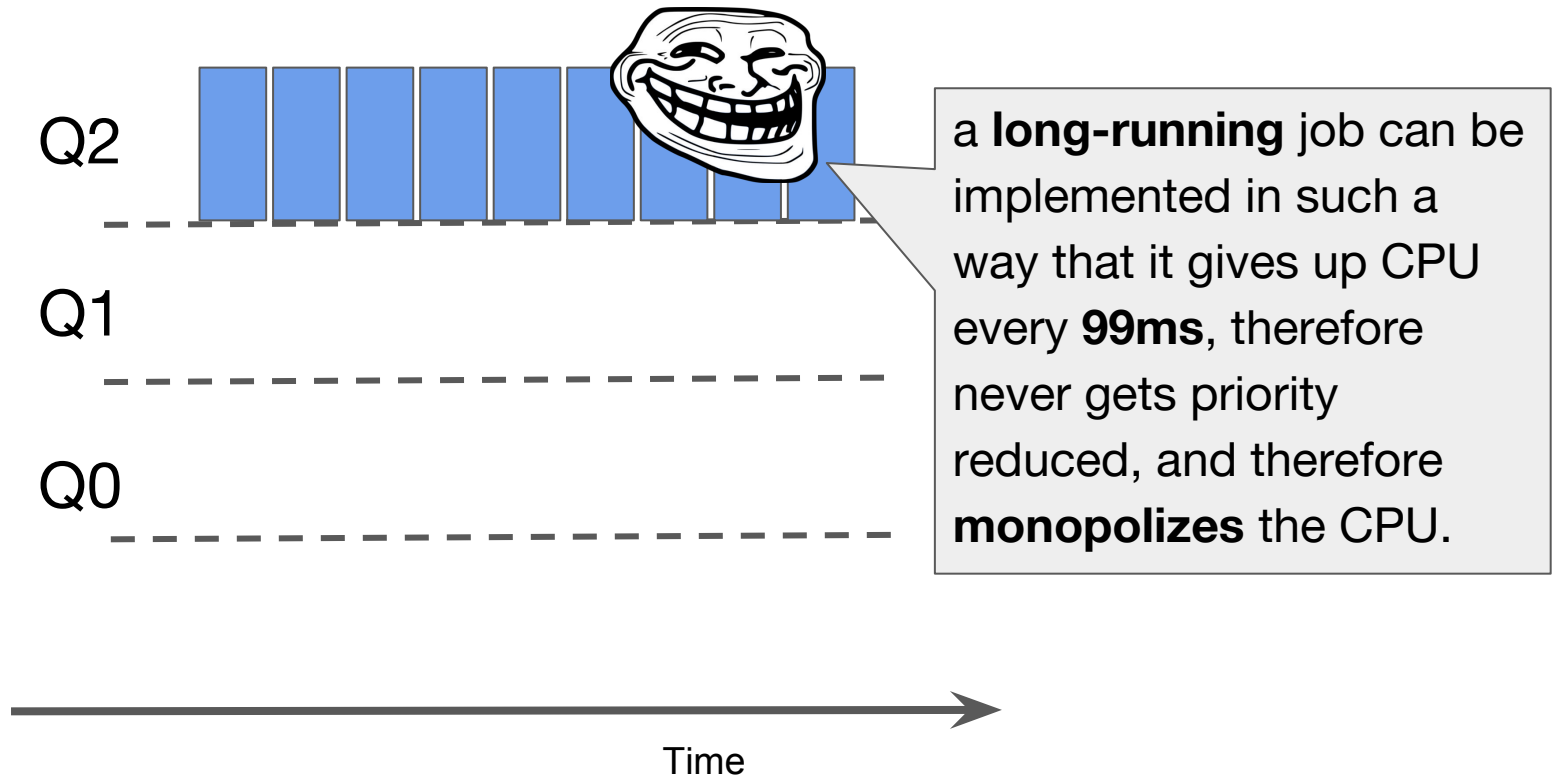 Q2
a long-running job can be
implemented in such a
way that it gives up CPU
every 99ms, therefore
never gets priority
reduced, and therefore
monopolizes the CPU.
Q1
Q0
Time